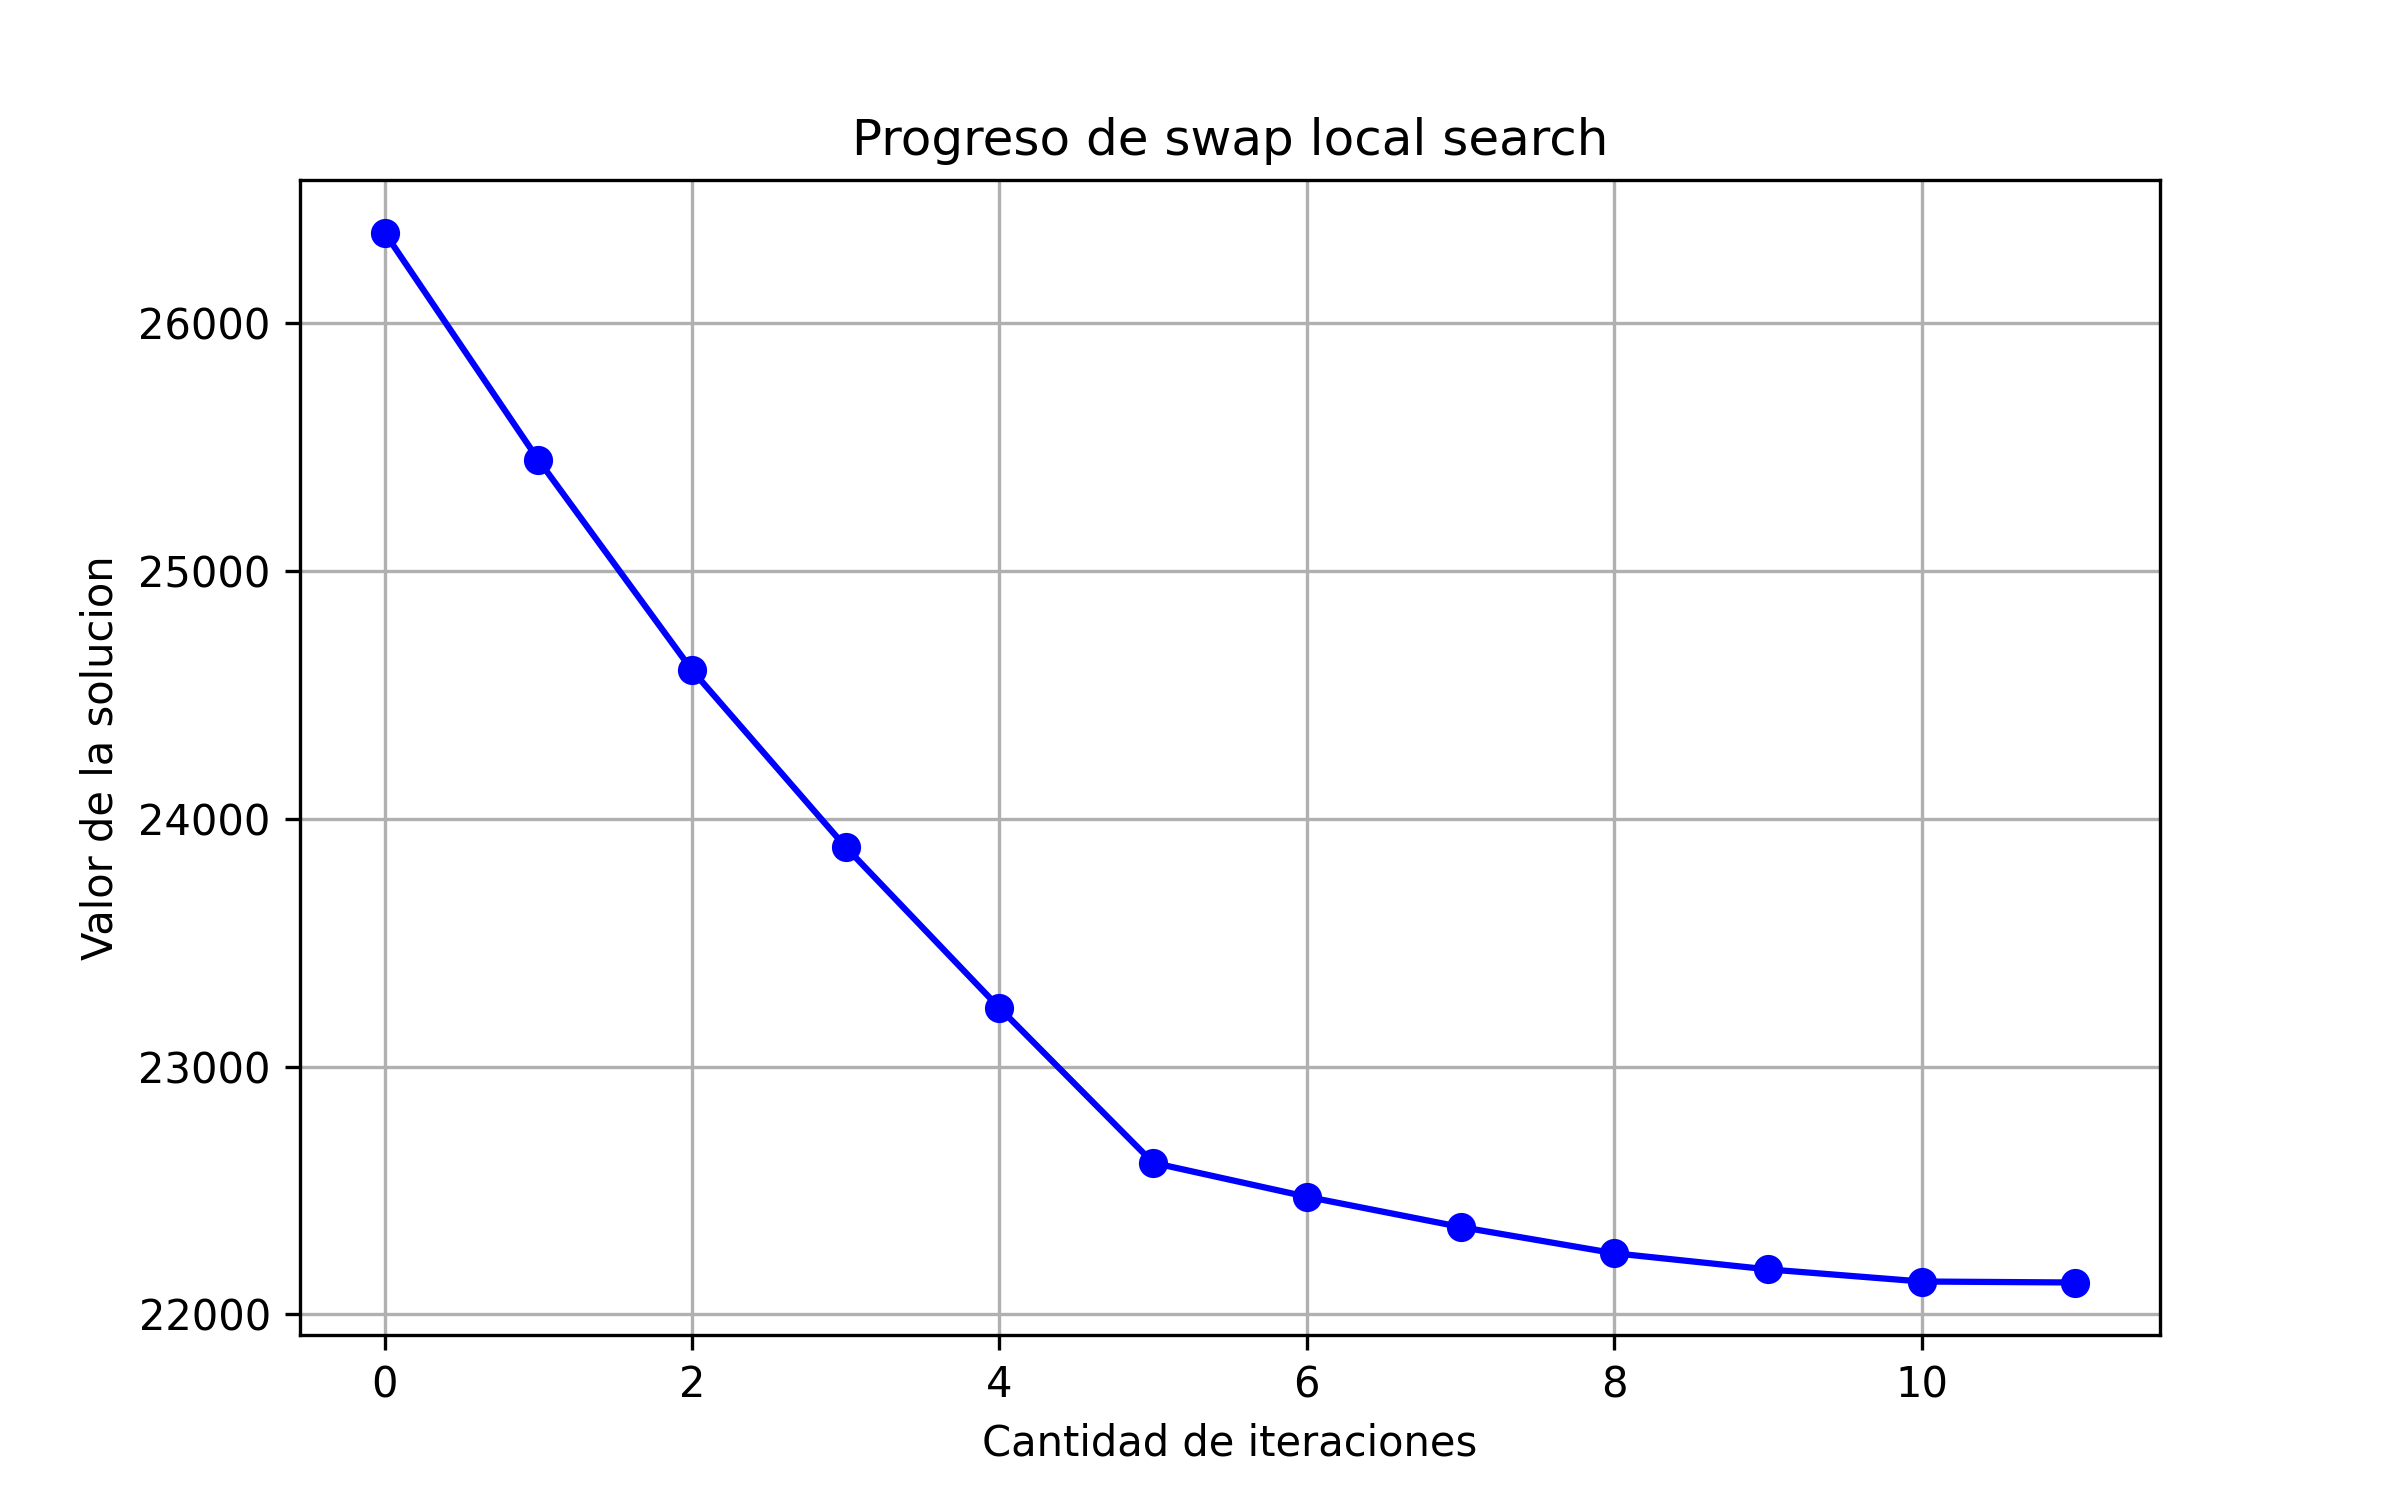 Progreso de swap local search
Valor de la solucion
26000
25000
24000
23000
22000
0 2 4 6 8 10
Cantidad de iteraciones